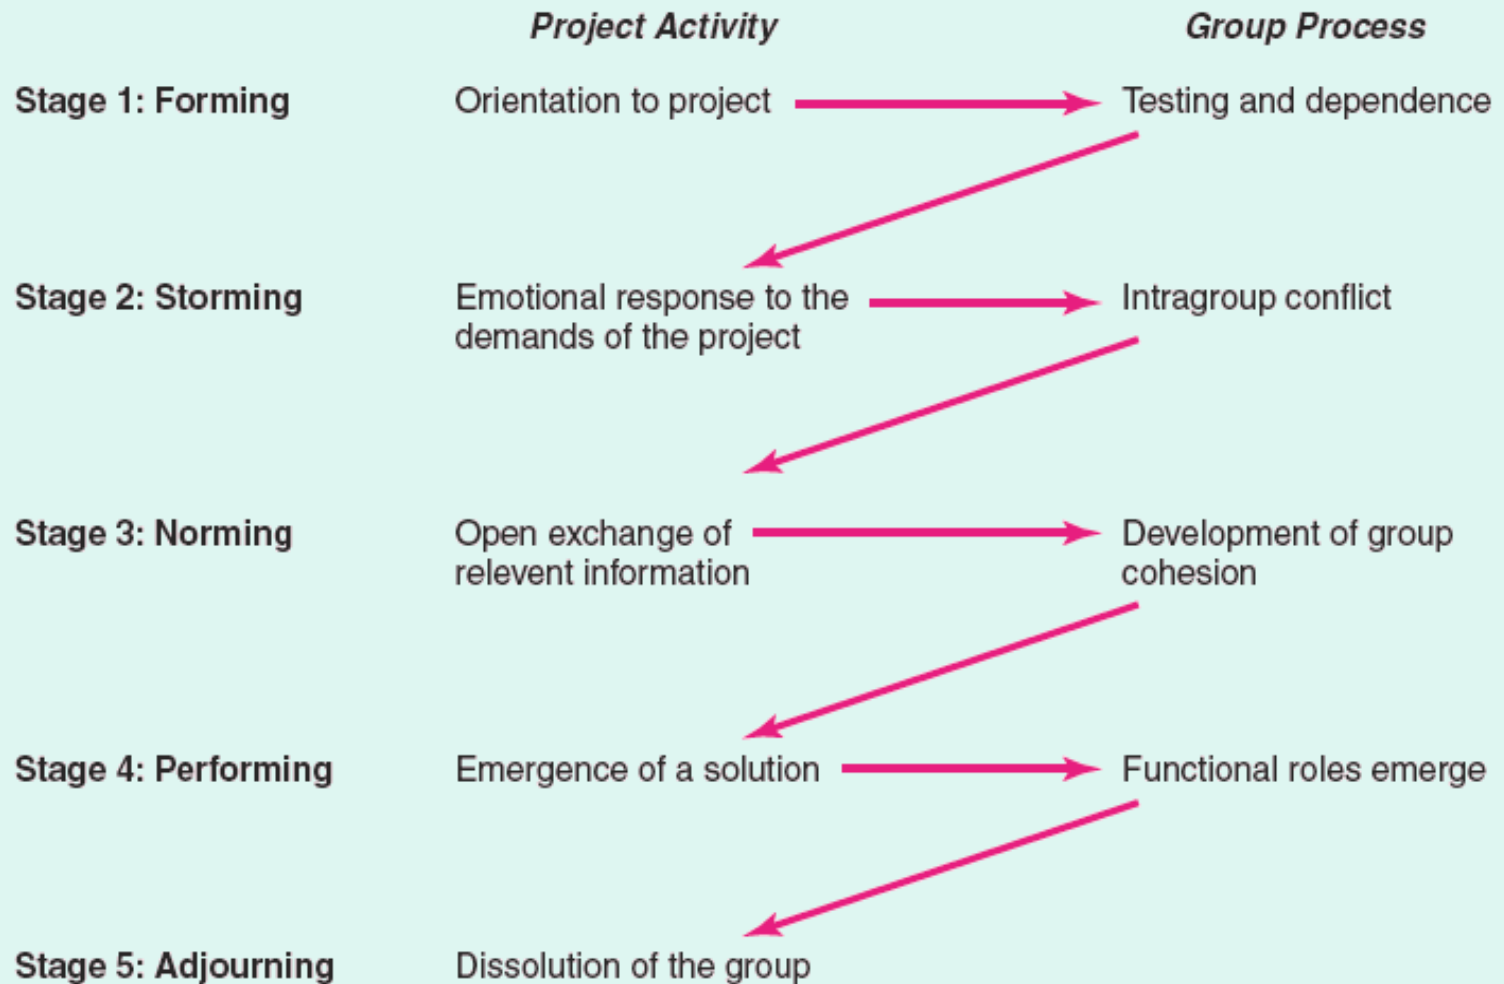 Project Activity Group Process
Stage 1: Forming Orientation to project Testing and dependence
Stage 2: Storming Emotional response to the Intragroup conflict
demands of the project
Stage 3: Norming Open exchange of Development of group
relevent information cohesion
Stage 4: Performing Emergence of a solution Functional roles emerge
Stage 5: Adjourning Dissolution of the group